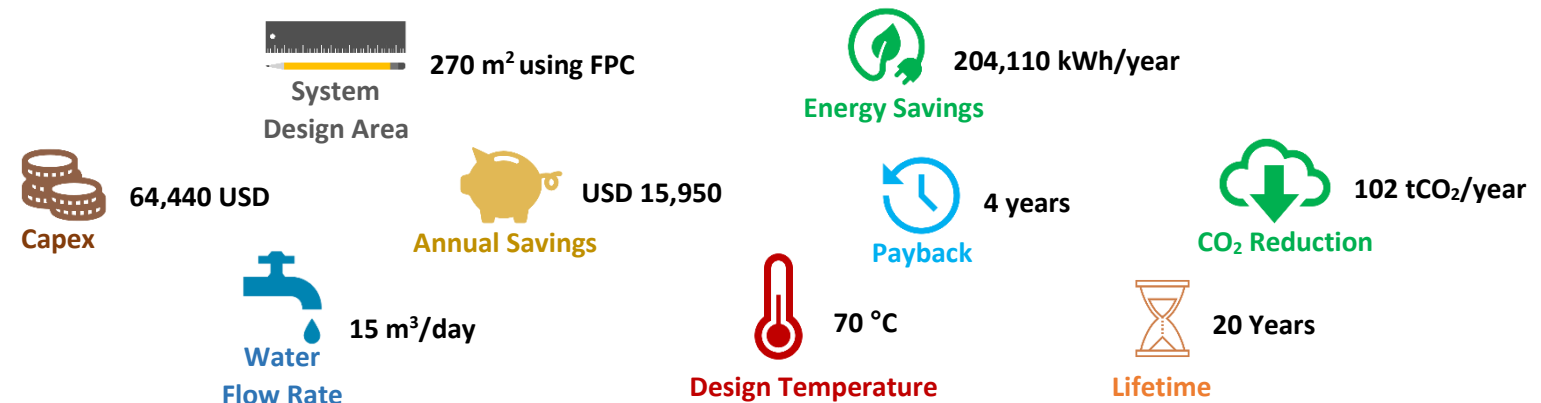 270 m² using FPC
System
Design Area
204,110 kWh/year
Energy Savings
64,440 USD
Capex
USD 15,950
Annual Savings
4 years
Payback
102 tCO₂/year
CO₂ Reduction
15 m³/day
Water
Flow Rate
70 °C
Design Temperature
20 Years
Lifetime